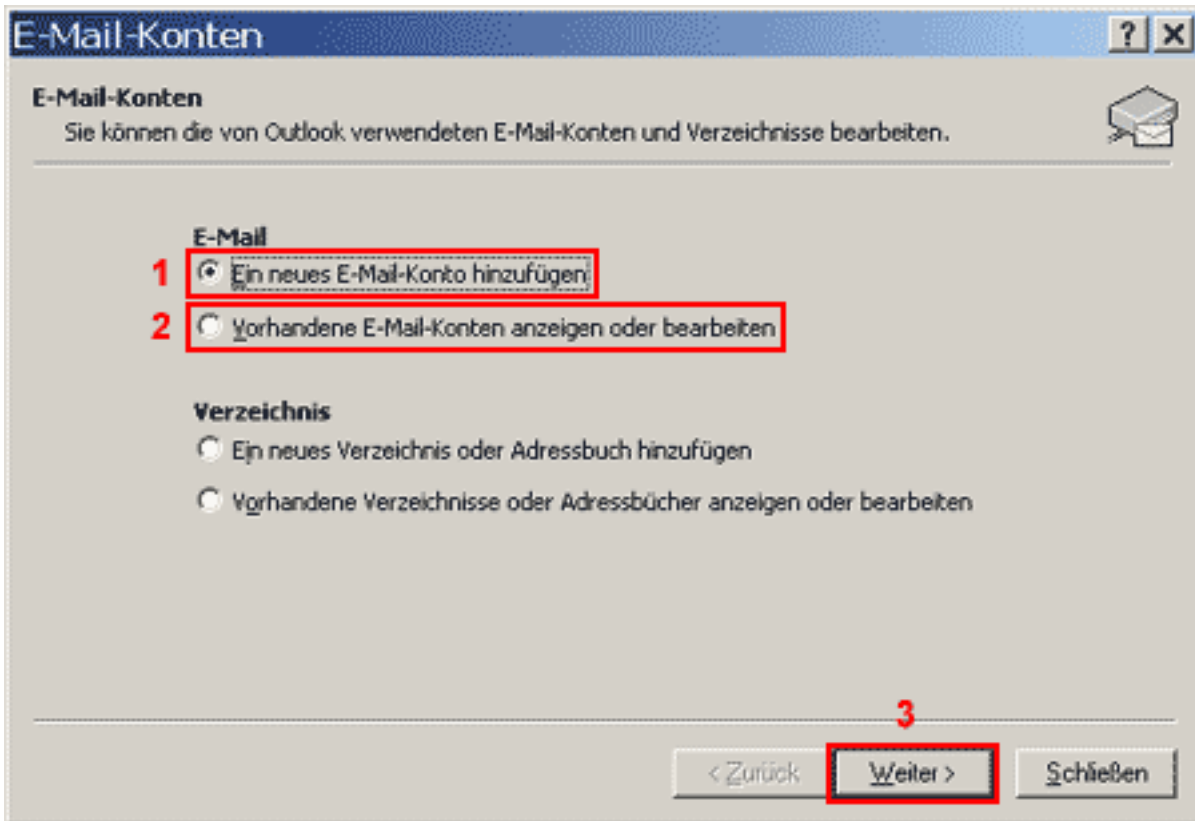 E-Mail-Konten
E-Mail-Konten
Sie können die von Outlook verwendeten E-Mail-Konten und Verzeichnisse bearbeiten.
E-Mail
1 Ein neues E-Mail-Konto hinzufügen
2 Vorhandene E-Mail-Konten anzeigen oder bearbeiten
Verzeichnis
Ein neues Verzeichnis oder Adressbuch hinzufügen
Vorhandene Verzeichnisse oder Adressbücher anzeigen oder bearbeiten
3
< Zurück Weiter > Schließen